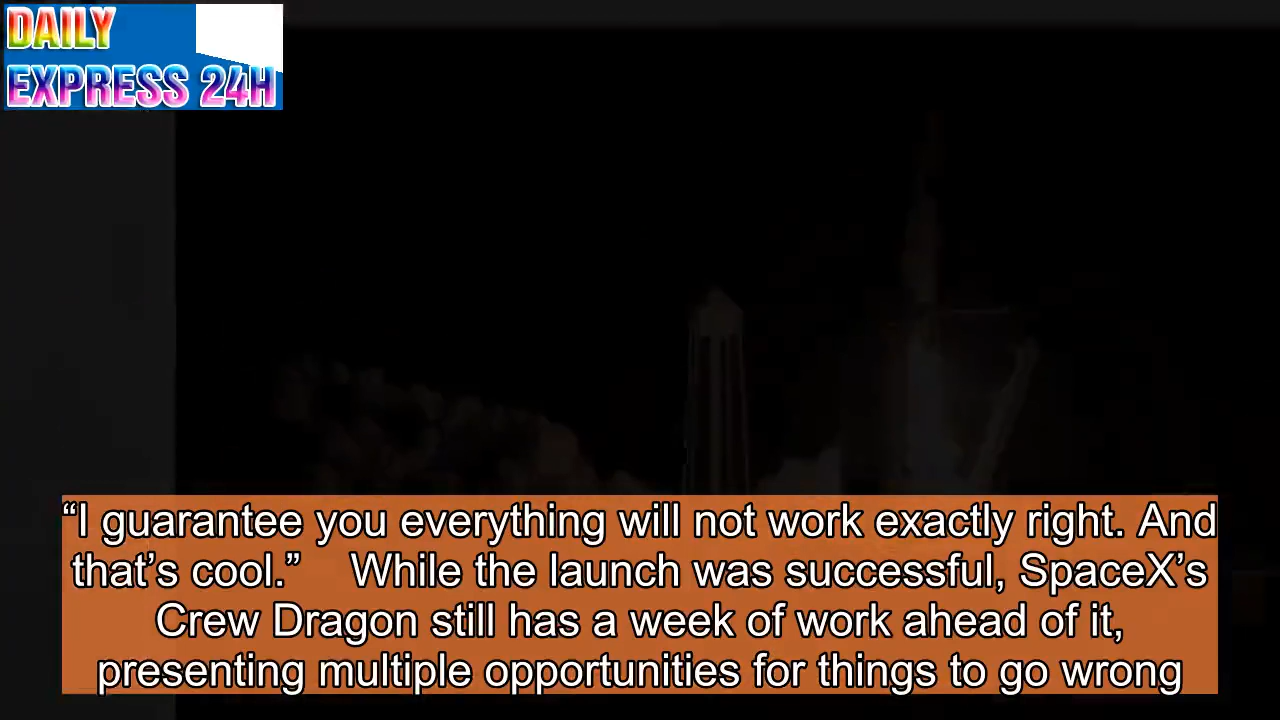 DAILY
EXPRESS 24H
“I guarantee you everything will not work exactly right. And
that’s cool.” While the launch was successful, SpaceX’s
Crew Dragon still has a week of work ahead of it,
presenting multiple opportunities for things to go wrong